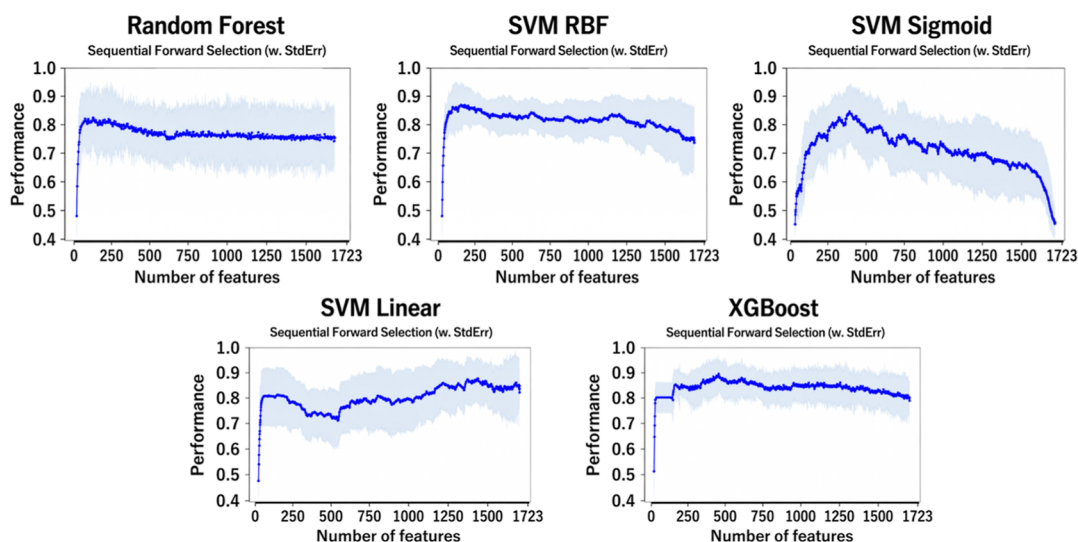 Random Forest
Sequential Forward Selection (w. StdErr)
1.0
0.9
0.8
0.7
0.6
0.5
0.4
Performance
0 250 500 750 1000 1250 1500 1723
Number of features
SVM RBF
Sequential Forward Selection (w. StdErr)
1.0
0.9
0.8
0.7
0.6
0.5
0.4
Performance
0 250 500 750 1000 1250 1500 1723
Number of features
SVM Sigmoid
Sequential Forward Selection (w. StdErr)
1.0
0.9
0.8
0.7
0.6
0.5
0.4
Performance
0 250 500 750 1000 1250 1500 1723
Number of features
SVM Linear
Sequential Forward Selection (w. StdErr)
1.0
0.9
0.8
0.7
0.6
0.5
0.4
Performance
0 250 500 750 1000 1250 1500 1723
Number of features
XGBoost
Sequential Forward Selection (w. StdErr)
1.0
0.9
0.8
0.7
0.6
0.5
0.4
Performance
0 250 500 750 1000 1250 1500 1723
Number of features